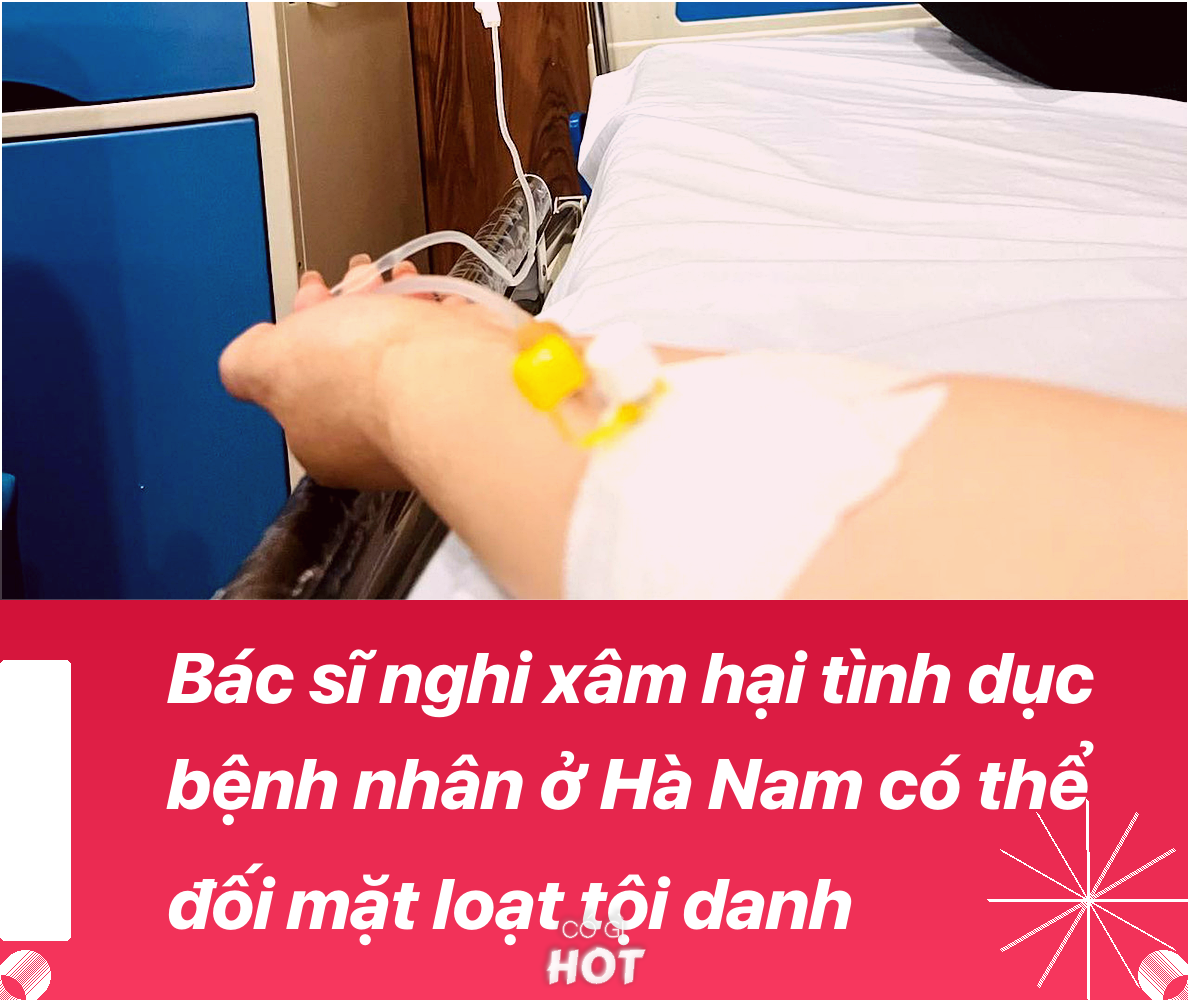 Bác sĩ nghi xâm hại tình dục
bệnh nhân ở Hà Nam có thể
đối mặt loạt tội danh
CÓ GÌ
HOT